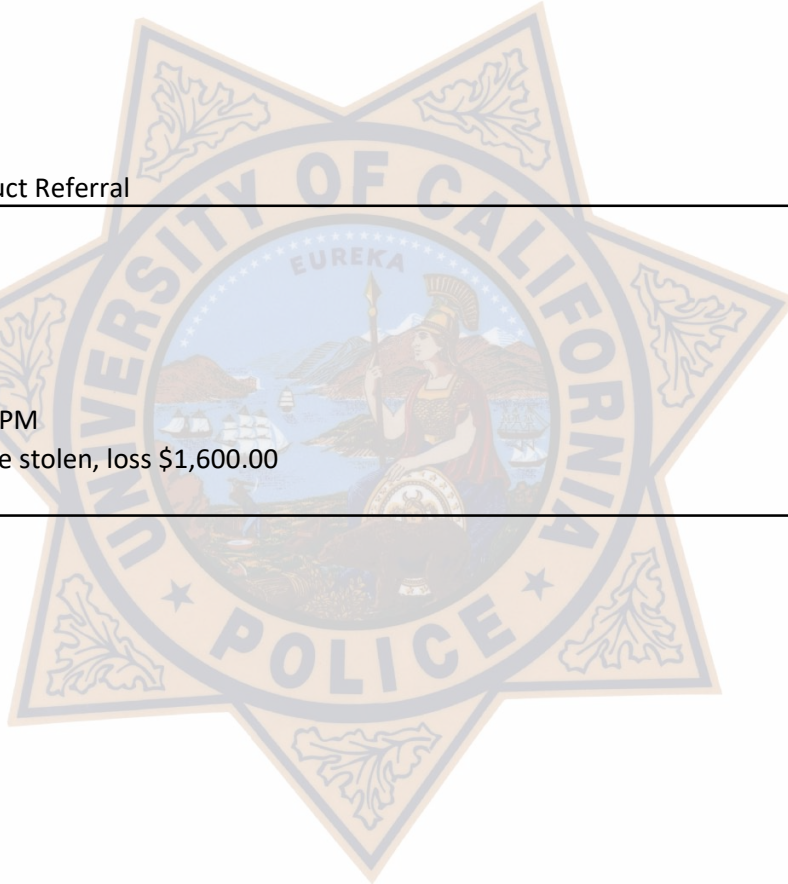 uct Referral
UNIVERSITY OF CALIFORNIA
EUREKA
PM
e stolen, loss $1,600.00
POLICE